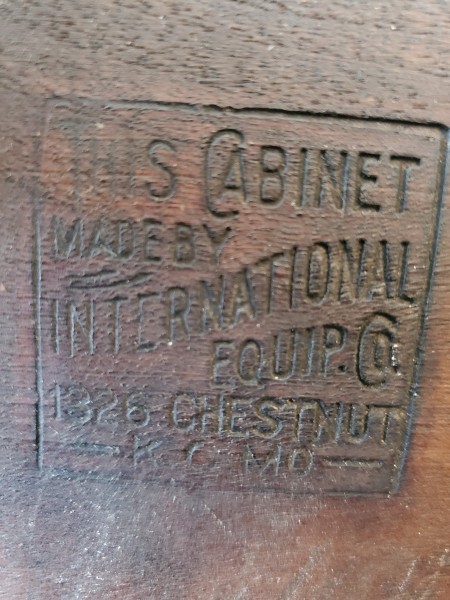 THIS CABINET
MADE BY
INTERNATIONAL
EQUIP. CO.
1326 CHESTNUT
— K.C. MO —